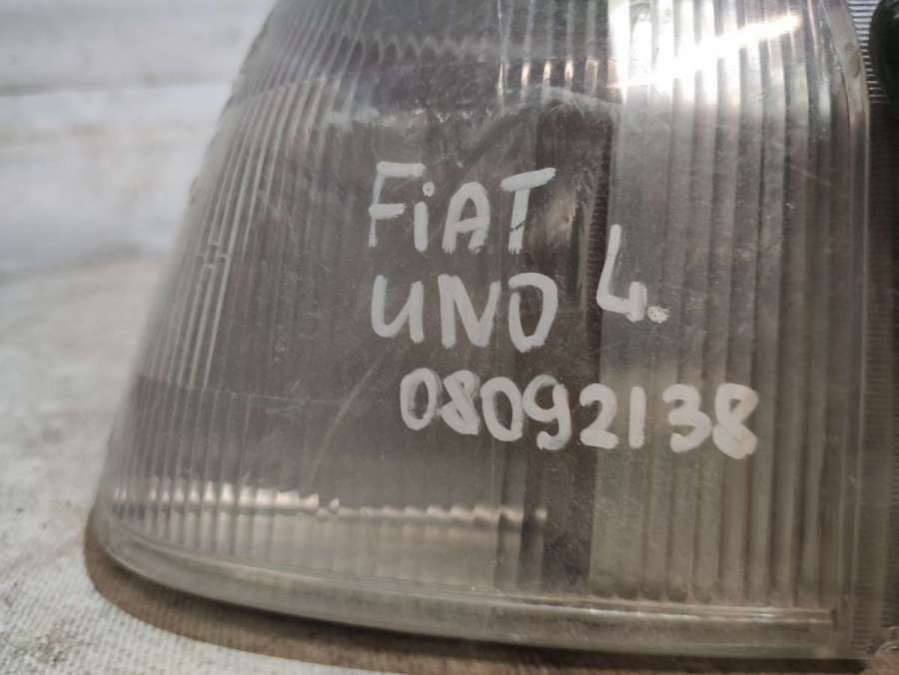 FiAT
UNO L.
08092138